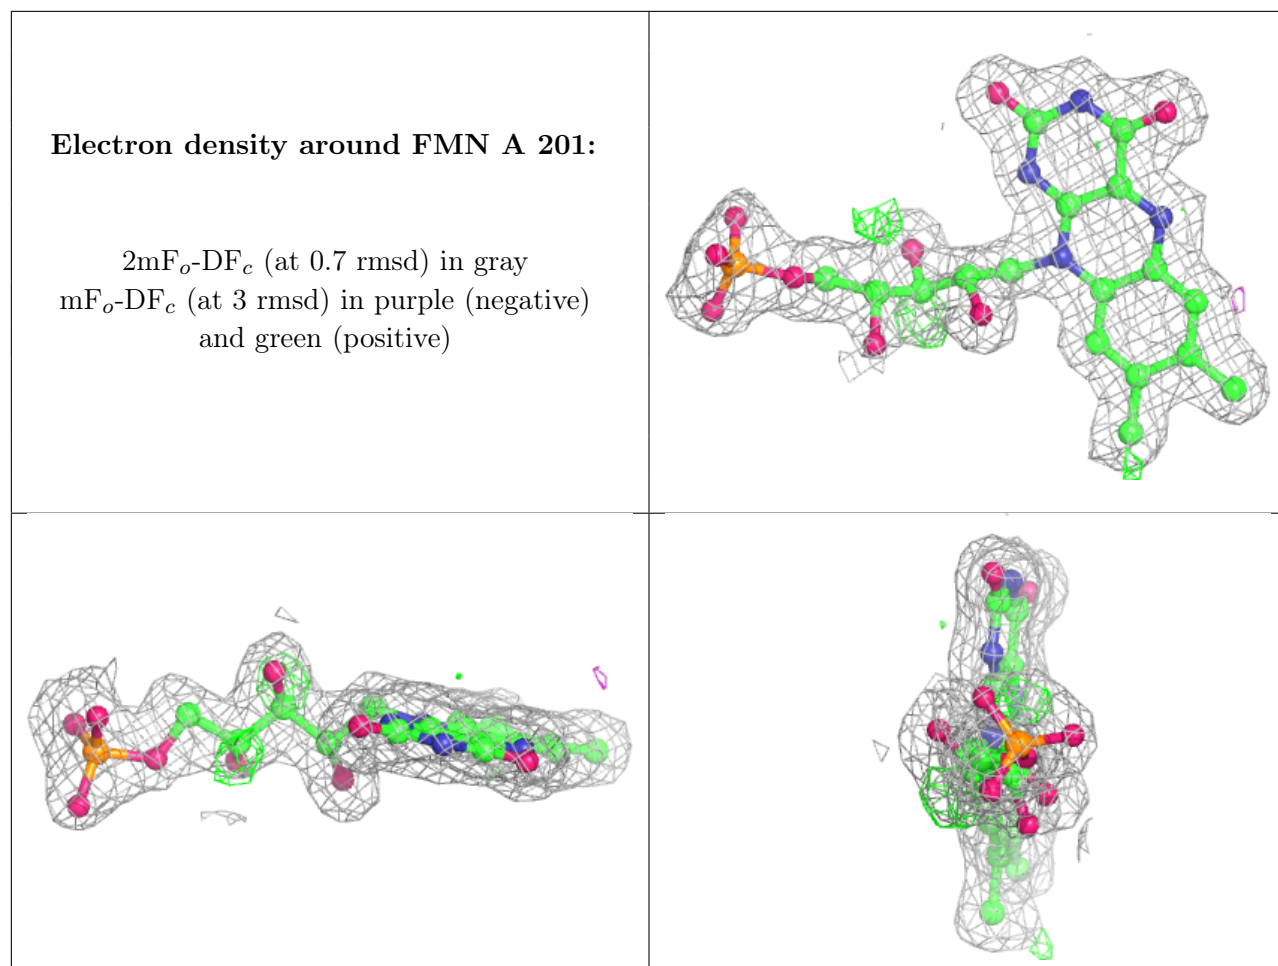 Electron density around FMN A 201:
2mFo-DFc (at 0.7 rmsd) in gray
mFo-DFc (at 3 rmsd) in purple (negative)
and green (positive)